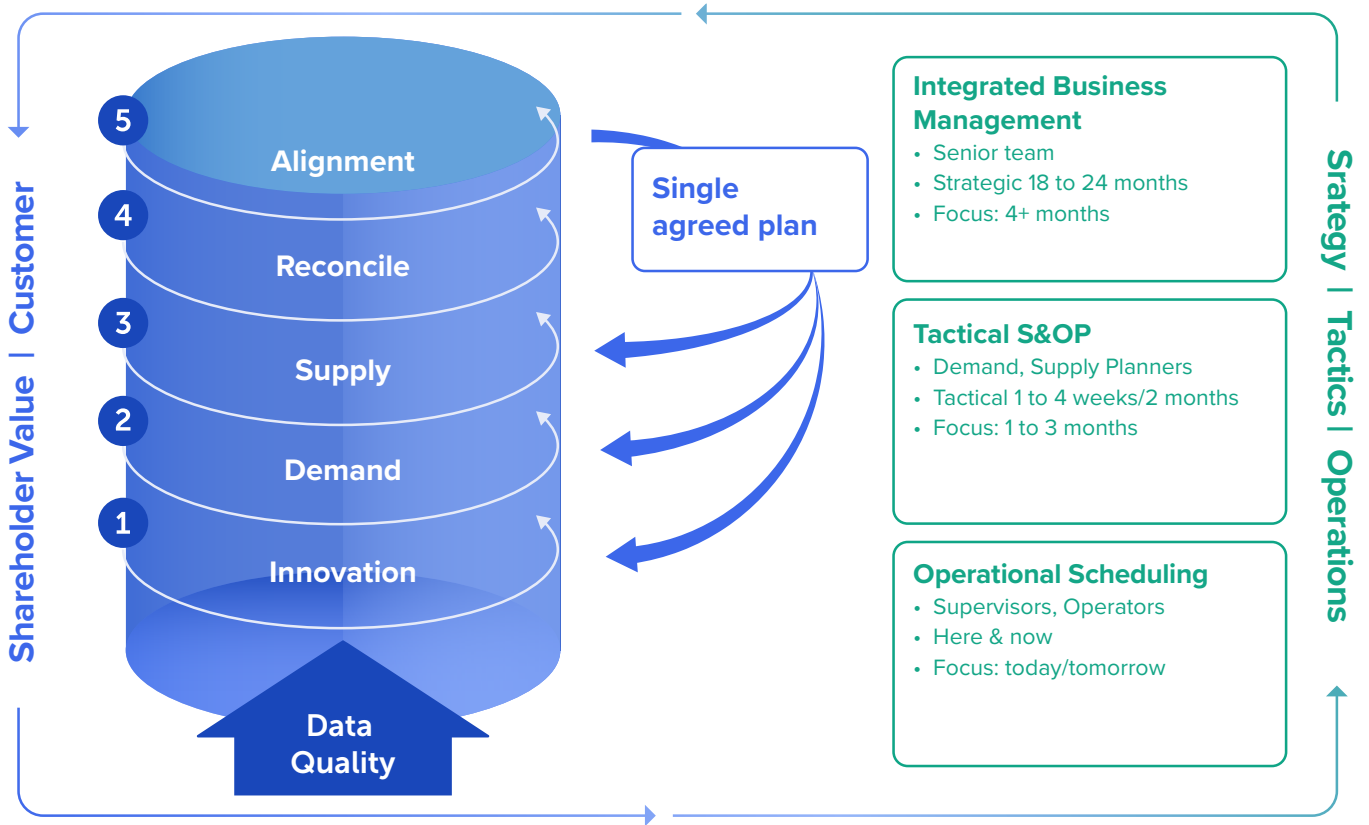 Shareholder Value | Customer
5
Alignment
4
Reconcile
3
Supply
2
Demand
1
Innovation
Data
Quality
Single
agreed plan
Integrated Business
Management
• Senior team
• Strategic 18 to 24 months
• Focus: 4+ months
Tactical S&OP
• Demand, Supply Planners
• Tactical 1 to 4 weeks/2 months
• Focus: 1 to 3 months
Operational Scheduling
• Supervisors, Operators
• Here & now
• Focus: today/tomorrow
Srategy | Tactics | Operations